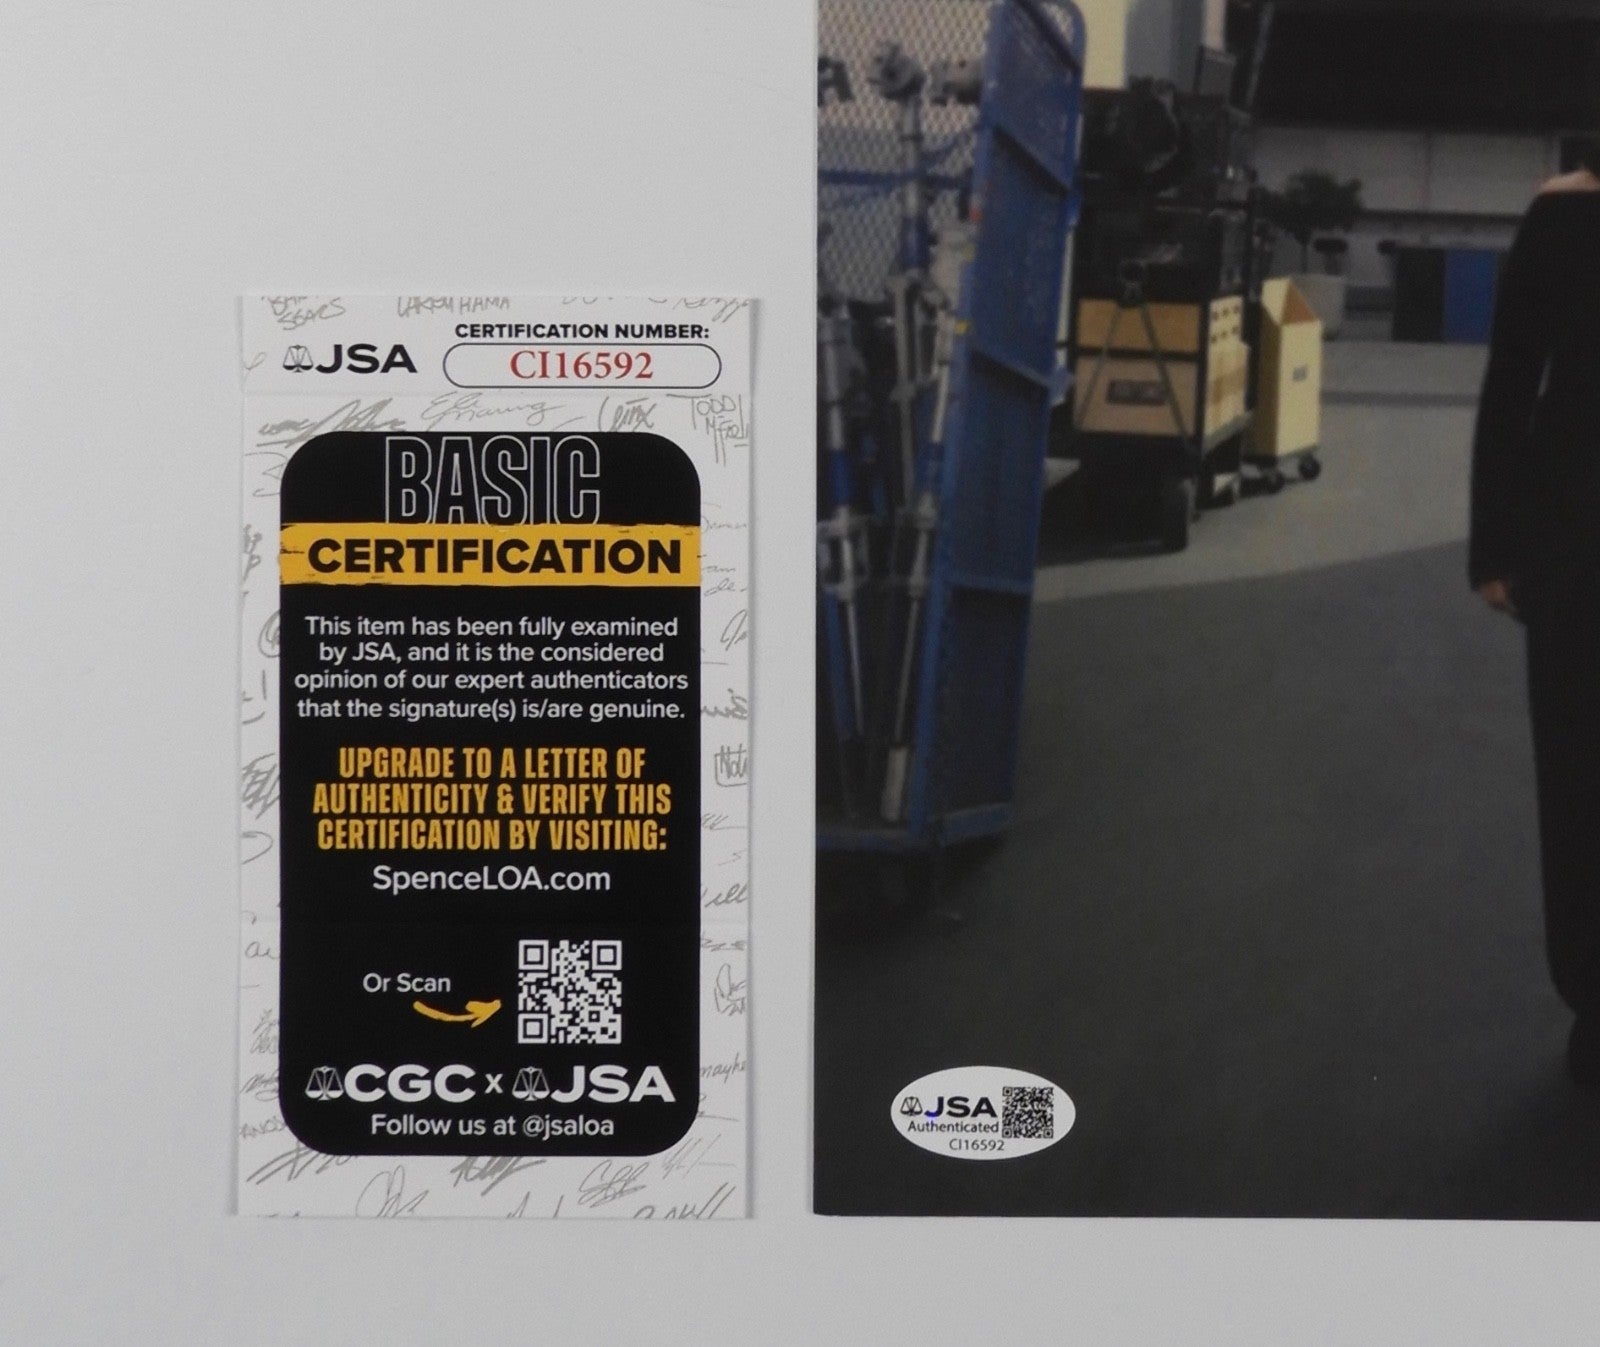 CERTIFICATION NUMBER:
JSA
CI16592
BASIC
CERTIFICATION
This item has been fully examined
by JSA, and it is the considered
opinion of our expert authenticators
that the signature(s) is/are genuine.
UPGRADE TO A LETTER OF
AUTHENTICITY & VERIFY THIS
CERTIFICATION BY VISITING:
SpenceLOA.com
Or Scan
CGC x JSA
Follow us at @jsaloa
JSA
Authenticated
CI16592